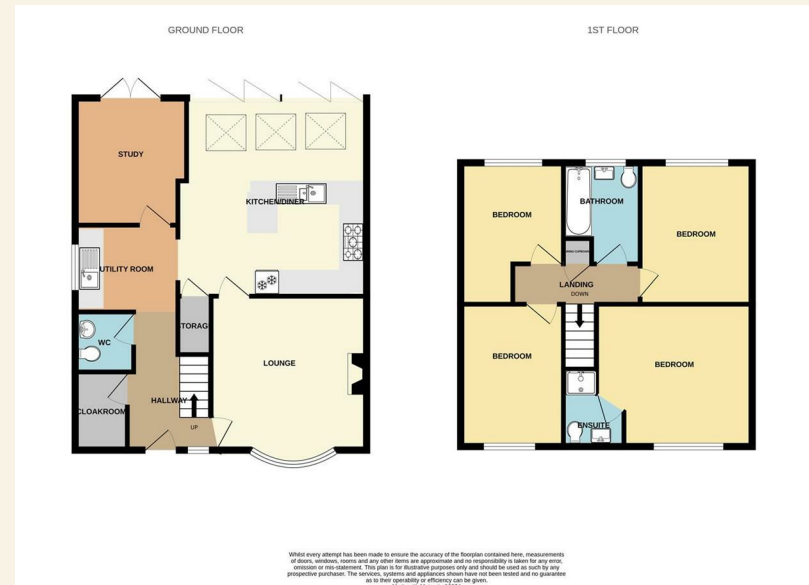 GROUND FLOOR
1ST FLOOR
STUDY
KITCHEN/DINER
UTILITY ROOM
WC
STORAG
CLOAKROOM
HALLWAY
UP
LOUNGE
BEDROOM
BATHROOM
BEDROOM
LANDING
DOWN
BEDROOM
BEDROOM
ENSUITE
Whilst every attempt has been made to ensure the accuracy of the floorplan contained here, measurements
of doors, windows, rooms and any other items are approximate and no responsibility is taken for any error,
omission or mis-statement. This plan is for illustrative purposes only and should be used as such by any
prospective purchaser. The services, systems and appliances shown have not been tested and no guarantee
as to their operability or efficiency can be given.